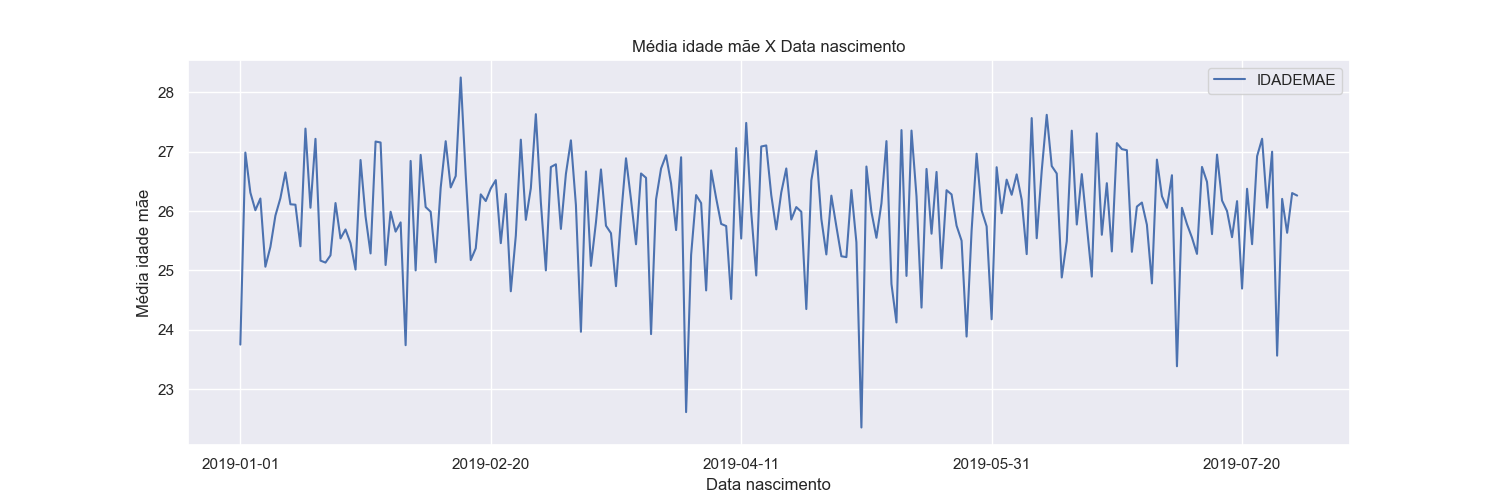 Média idade mãe X Data nascimento
IDADEMAE
Média idade mãe
28
27
26
25
24
23
2019-01-01 2019-02-20 2019-04-11 2019-05-31 2019-07-20
Data nascimento